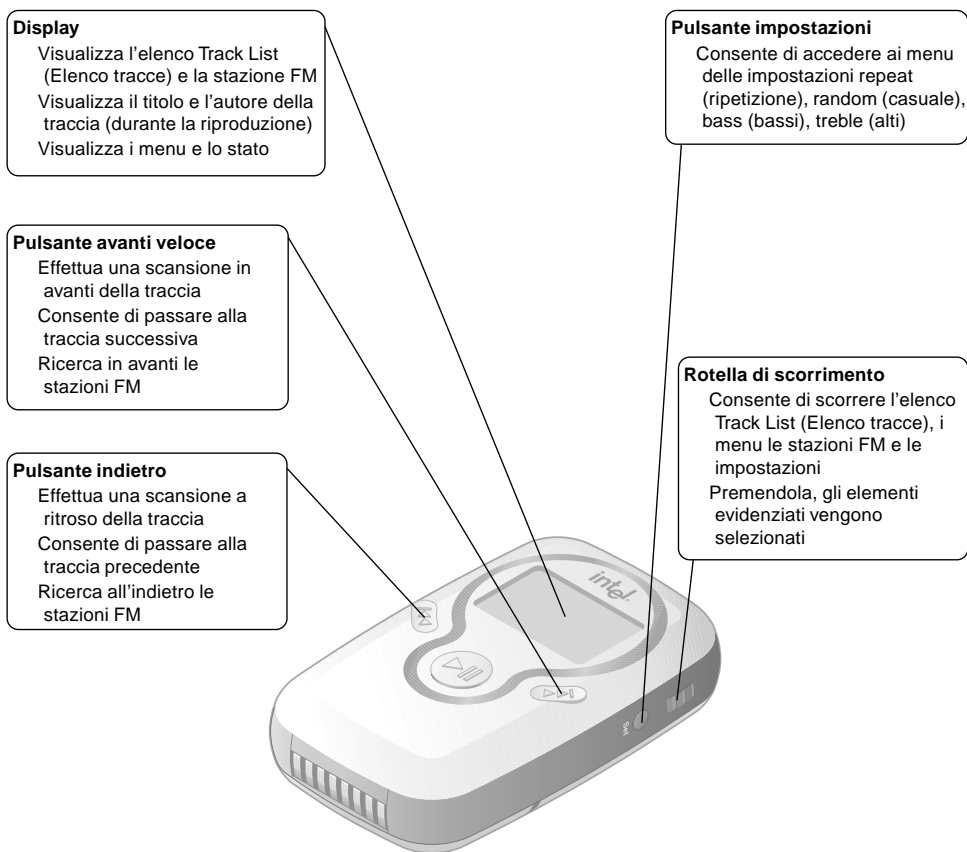 Display
Visualizza l'elenco Track List
(Elenco tracce) e la stazione FM
Visualizza il titolo e l'autore della
traccia (durante la riproduzione)
Visualizza i menu e lo stato
Pulsante impostazioni
Consente di accedere ai menu
delle impostazioni repeat
(ripetizione), random (casuale),
bass (bassi), treble (alti)
Pulsante avanti veloce
Effettua una scansione in
avanti della traccia
Consente di passare alla
traccia successiva
Ricerca in avanti le
stazioni FM
Rotella di scorrimento
Consente di scorrere l'elenco
Track List (Elenco tracce), i
menu le stazioni FM e le
impostazioni
Premendola, gli elementi
evidenziati vengono
selezionati
Pulsante indietro
Effettua una scansione a
ritroso della traccia
Consente di passare alla
traccia precedente
Ricerca all'indietro le
stazioni FM
intel.
Set